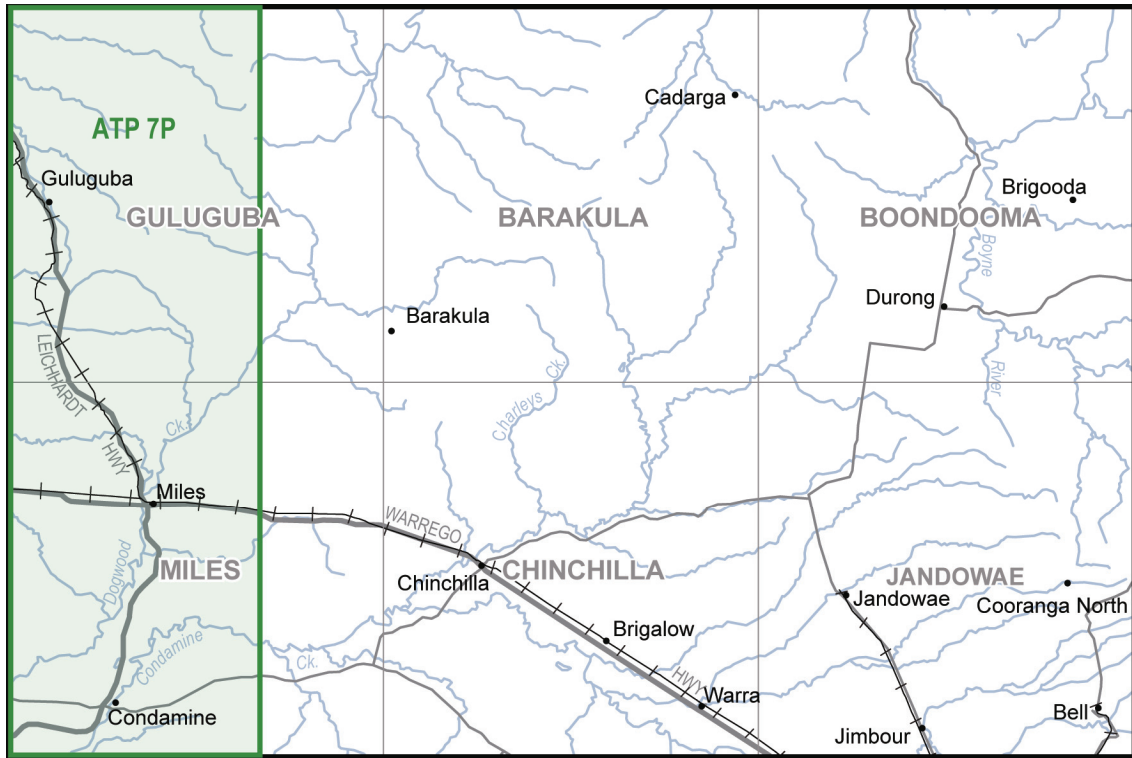 Cadarga
ATP 7P
Guluguba
Brigooda
GULUGUBA
BARAKULA
BOONDOOMA
Boyne
Durong
Barakula
LEICHHARDT
HWY
Ck.
River
Charleys
Ck.
Miles
WARREGO
Dogwood
MILES
Chinchilla
CHINCHILLA
JANDOWAE
Jandowae
Cooranga North
Brigalow
Condamine
Ck.
HWY
Warra
Condamine
Bell
Jimbour